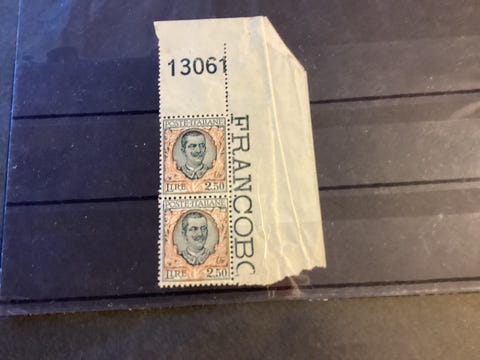 13061
POSTE ITALIANE
LIRE 2.50
POSTE ITALIANE
LIRE 2.50
FRANCOBO